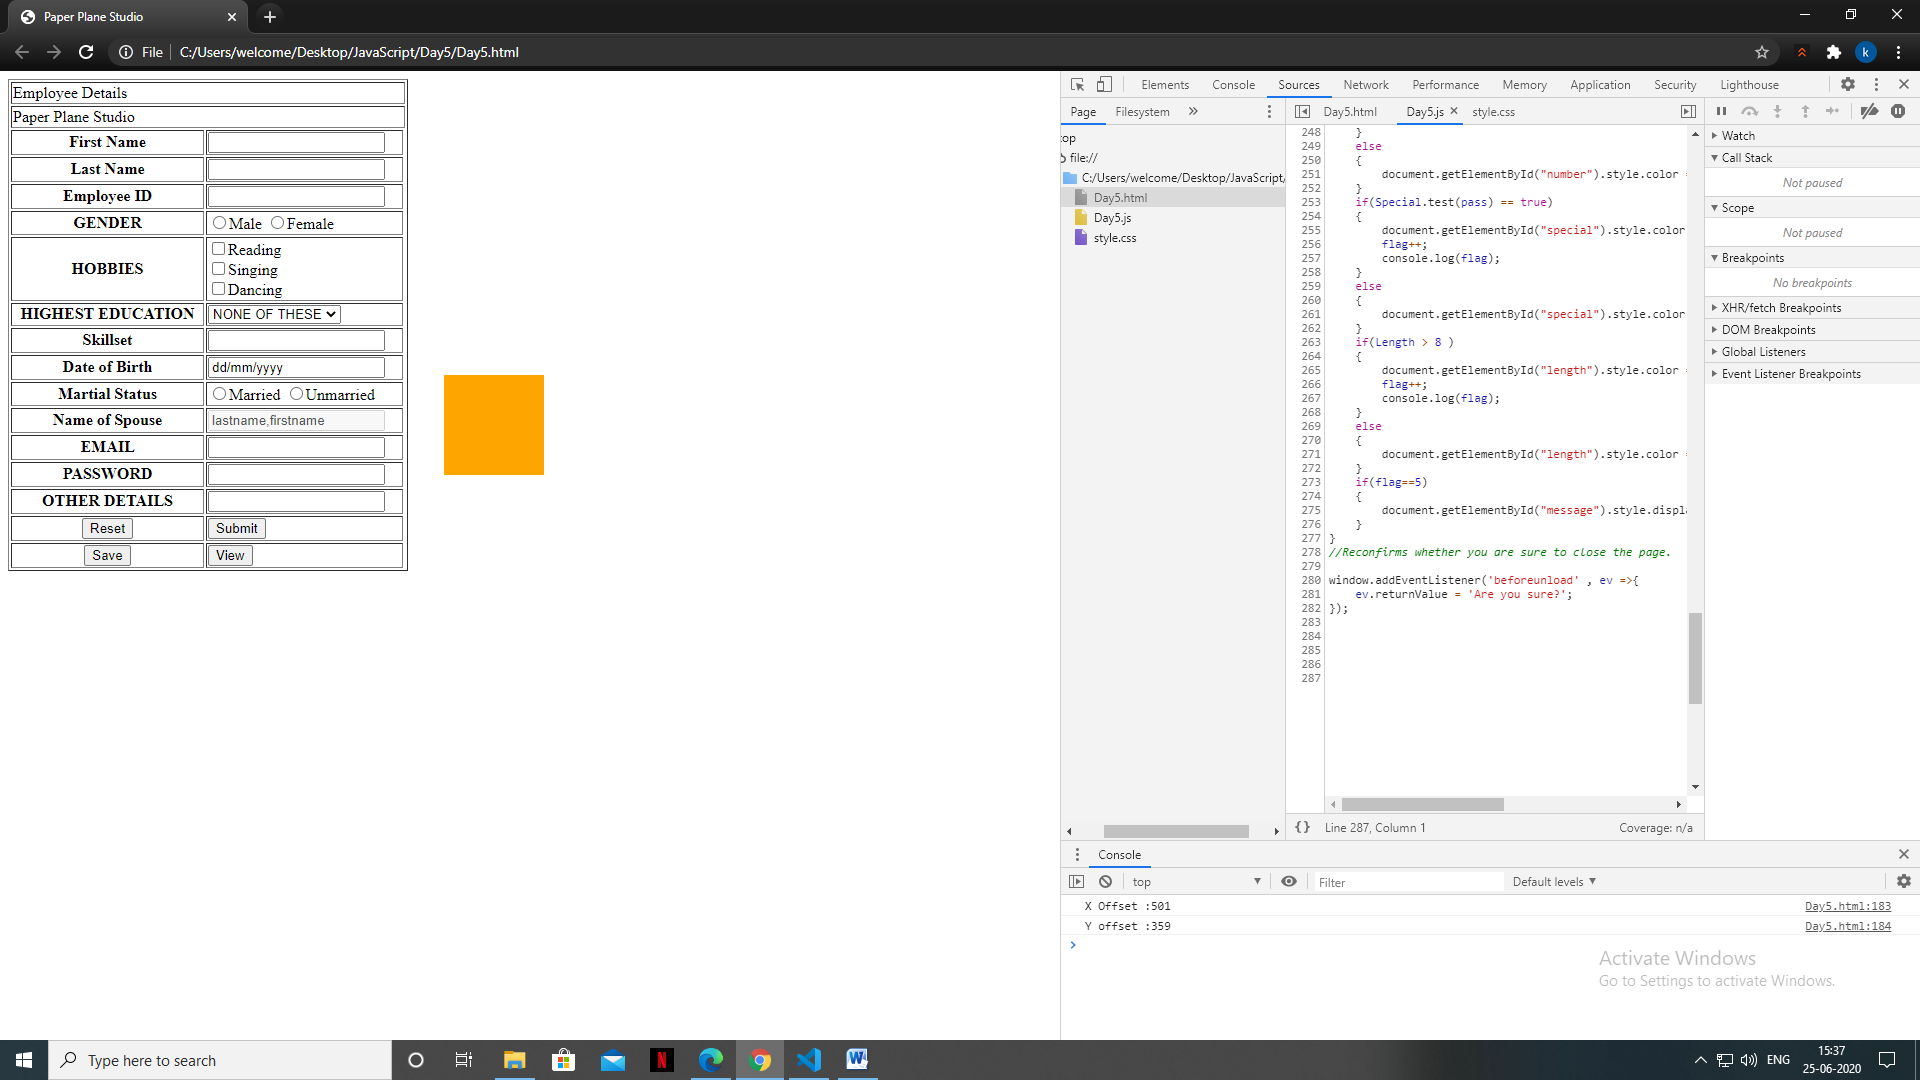 Paper Plane Studio
File C:/Users/welcome/Desktop/JavaScript/Day5/Day5.html
k
Employee Details
Paper Plane Studio
First Name
Last Name
Employee ID
GENDER Male Female
HOBBIES
Reading
Singing
Dancing
HIGHEST EDUCATION NONE OF THESE
Skillset
Date of Birth dd/mm/yyyy
Martial Status Married Unmarried
Name of Spouse lastname,firstname
EMAIL
PASSWORD
OTHER DETAILS
Reset Submit
Save View
Elements Console Sources Network Performance Memory Application Security Lighthouse
Page Filesystem
top
file://
C:/Users/welcome/Desktop/JavaScript/
Day5.html
Day5.js
style.css
Day5.html Day5.js style.css
248 }
249 else
250 {
251 document.getElementById("number").style.color =
252 }
253 if(Special.test(pass) == true)
254 {
255 document.getElementById("special").style.color
256 flag++;
257 console.log(flag);
258 }
259 else
260 {
261 document.getElementById("special").style.color
262 }
263 if(Length > 8 )
264 {
265 document.getElementById("length").style.color =
266 flag++;
267 console.log(flag);
268 }
269 else
270 {
271 document.getElementById("length").style.color =
272 }
273 if(flag==5)
274 {
275 document.getElementById("message").style.displa
276 }
277 }
278 //Reconfirms whether you are sure to close the page.
279
280 window.addEventListener('beforeunload' , ev =>{
281 ev.returnValue = 'Are you sure?';
282 });
283
284
285
286
287
{} Line 287, Column 1 Coverage: n/a
Watch
Call Stack
Not paused
Scope
Not paused
Breakpoints
No breakpoints
XHR/fetch Breakpoints
DOM Breakpoints
Global Listeners
Event Listener Breakpoints
Console
top Filter Default levels
X Offset :501 Day5.html:183
Y offset :359 Day5.html:184
Activate Windows
Go to Settings to activate Windows.
Type here to search
N
W
ENG
15:37
25-06-2020